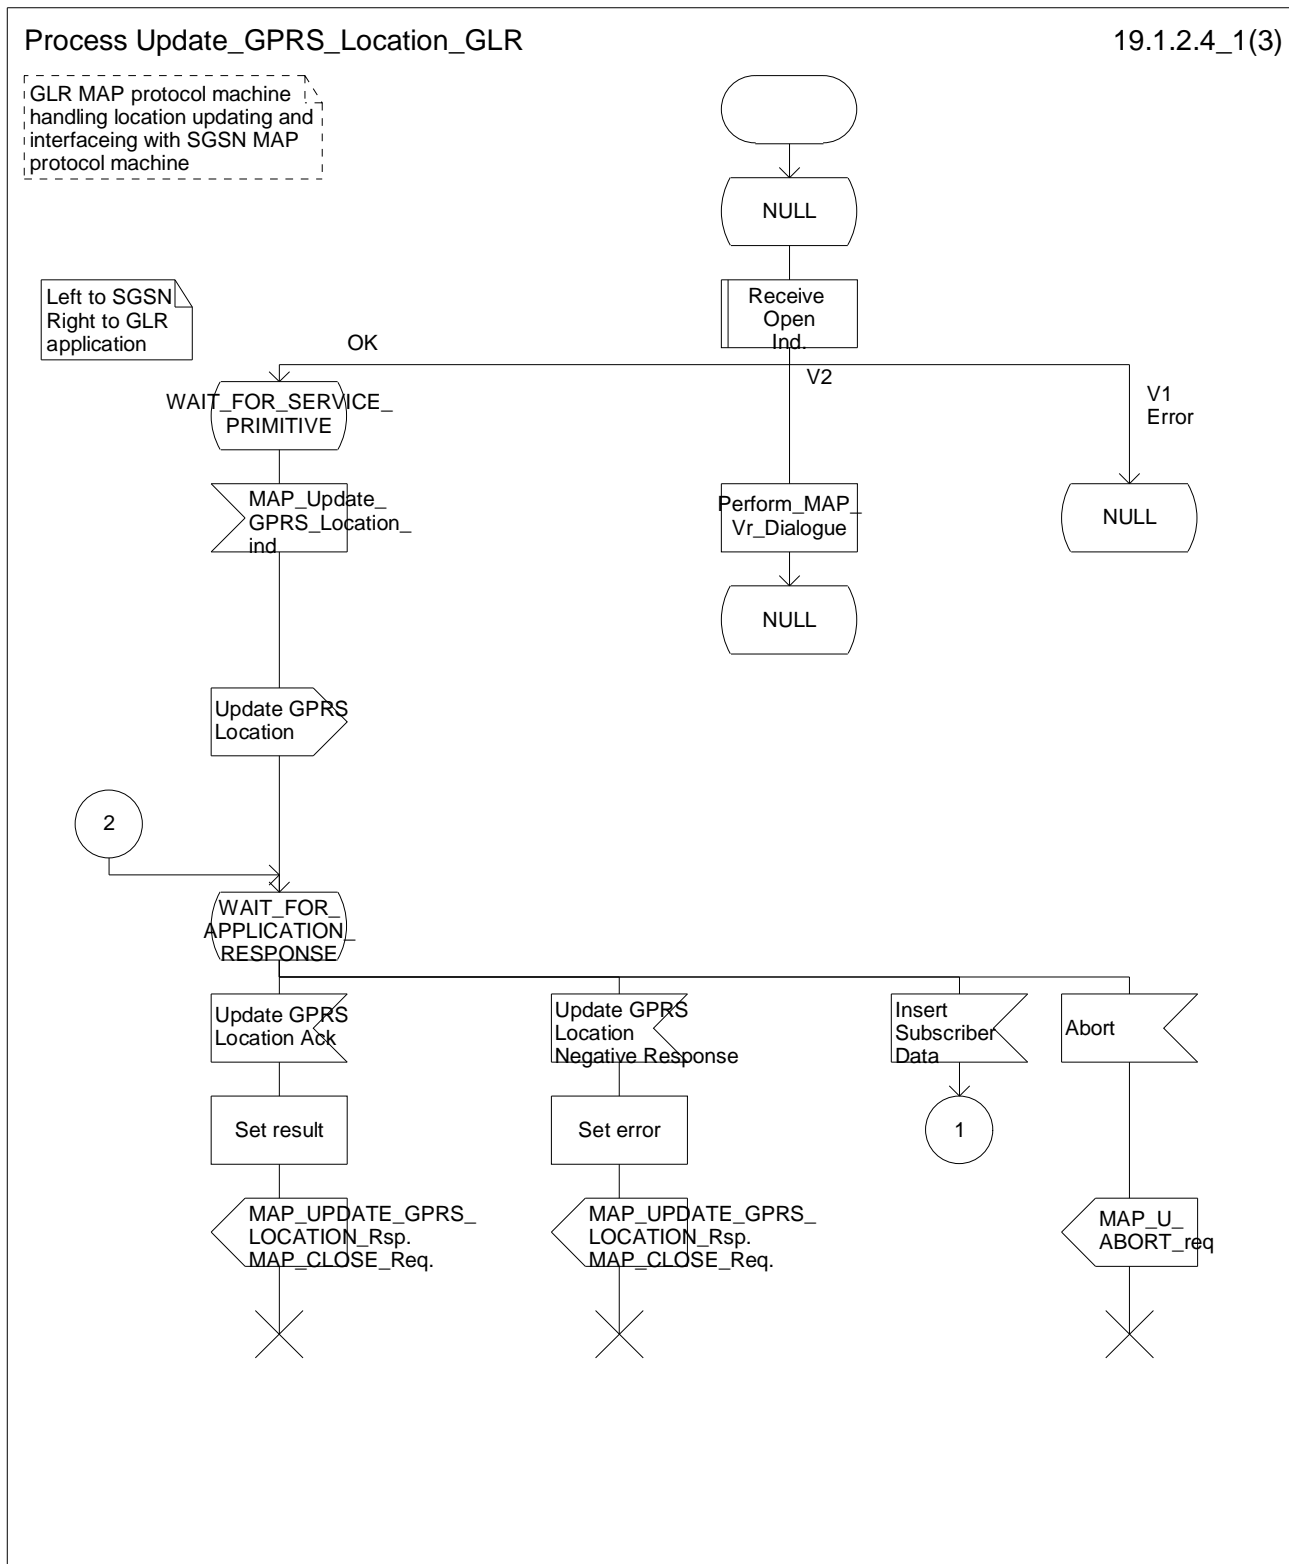 Process Update_GPRS_Location_GLR
19.1.2.4_1(3)
GLR MAP protocol machine
handling location updating and
interfaceing with SGSN MAP
protocol machine
NULL
Left to SGSN
Right to GLR
application
Receive
Open
Ind.
OK
V2
V1
Error
WAIT_FOR_SERVICE_
PRIMITIVE
MAP_Update_
GPRS_Location_
ind
Perform_MAP_
Vr_Dialogue
NULL
NULL
Update GPRS
Location
2
WAIT_FOR_
APPLICATION_
RESPONSE
Update GPRS
Location Ack
Update GPRS
Location
Negative Response
Insert
Subscriber
Data
Abort
Set result
Set error
1
MAP_UPDATE_GPRS_
LOCATION_Rsp.
MAP_CLOSE_Req.
MAP_UPDATE_GPRS_
LOCATION_Rsp.
MAP_CLOSE_Req.
MAP_U_
ABORT_req